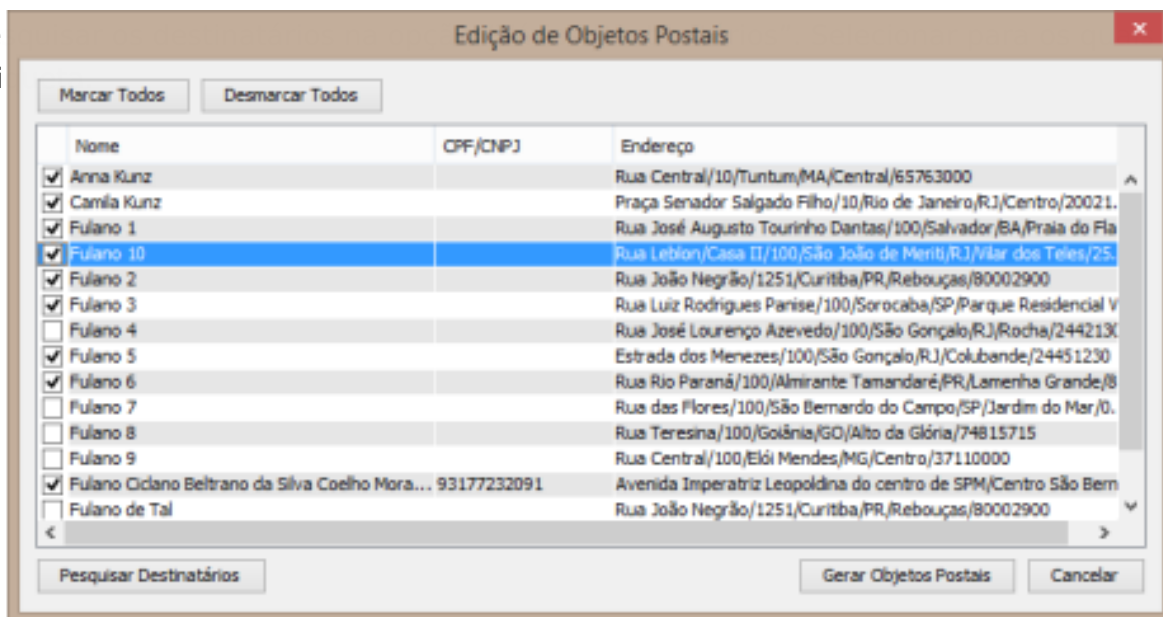 Edição de Objetos Postais
i
Marcar Todos Desmarcar Todos
Nome CPF/CNPJ Endereço
Anna Kunz Rua Central/10/Tuntum/MA/Central/65763000
Camila Kunz Praça Senador Salgado Filho/10/Rio de Janeiro/RJ/Centro/20021.
Fulano 1 Rua José Augusto Tourinho Dantas/100/Salvador/BA/Praia do Fla
Fulano 10 Rua Leblon/Casa II/100/São João de Meriti/RJ/Vilar dos Teles/25.
Fulano 2 Rua João Negrão/1251/Curitiba/PR/Rebouças/80002900
Fulano 3 Rua Luiz Rodrigues Panise/100/Sorocaba/SP/Parque Residencial V
Fulano 4 Rua José Lourenço Azevedo/100/São Gonçalo/RJ/Rocha/2442130
Fulano 5 Estrada dos Menezes/100/São Gonçalo/RJ/Colubande/24451230
Fulano 6 Rua Rio Paraná/100/Almirante Tamandaré/PR/Lamenha Grande/8
Fulano 7 Rua das Flores/100/São Bernardo do Campo/SP/Jardim do Mar/0.
Fulano 8 Rua Teresina/100/Goiânia/GO/Alto da Glória/74815715
Fulano 9 Rua Central/100/Elói Mendes/MG/Centro/37110000
Fulano Ciclano Beltrano da Silva Coelho Mora... 93177232091 Avenida Imperatriz Leopoldina do centro de SPM/Centro São Bern
Fulano de Tal Rua João Negrão/1251/Curitiba/PR/Rebouças/80002900
Pesquisar Destinatários Gerar Objetos Postais Cancelar